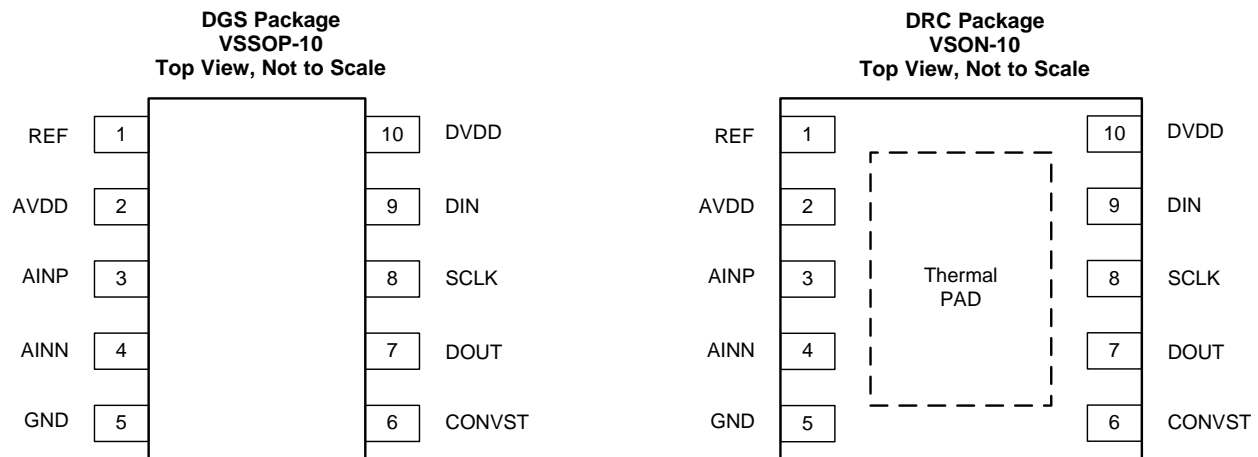 DGS Package
VSSOP-10
Top View, Not to Scale
REF 1 10 DVDD
AVDD 2 9 DIN
AINP 3 8 SCLK
AINN 4 7 DOUT
GND 5 6 CONVST
DRC Package
VSON-10
Top View, Not to Scale
REF 1 10 DVDD
AVDD 2 9 DIN
AINP 3 8 SCLK
Thermal
PAD
AINN 4 7 DOUT
GND 5 6 CONVST